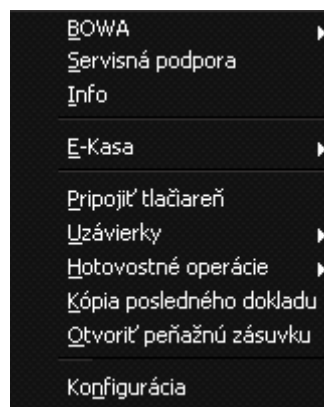 BOWA
Servisná podpora
Info
E-Kasa
Pripojiť tlačiareň
Uzávierky
Hotovostné operácie
Kópia posledného dokladu
Otvoriť peňažnú zásuvku
Konfigurácia